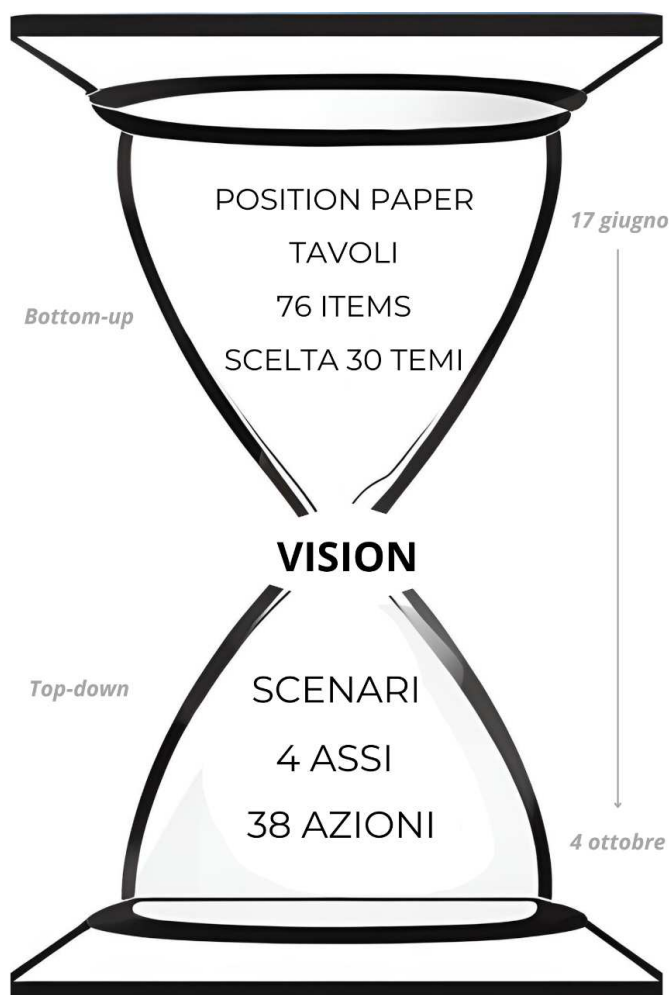 POSITION PAPER
17 giugno
TAVOLI
76 ITEMS
Bottom-up
SCELTA 30 TEMI
VISION
Top-down
SCENARI
4 ASSI
38 AZIONI
4 ottobre